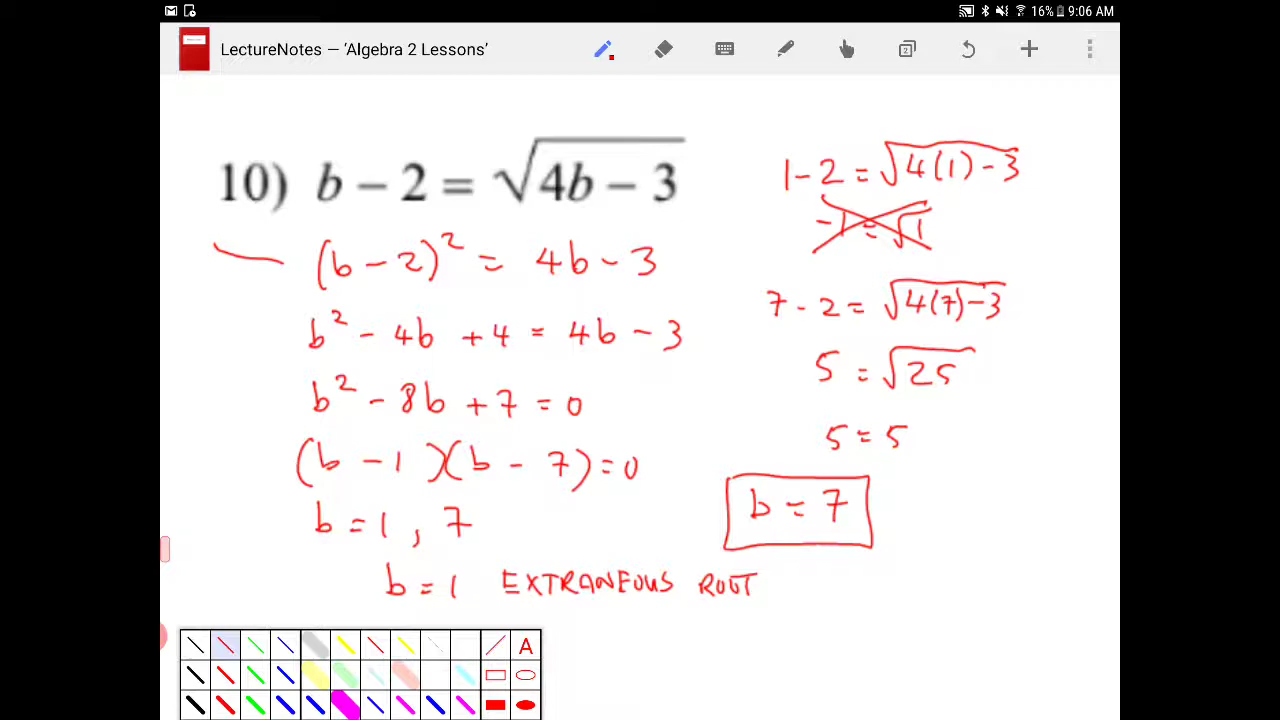 16% 9:06 AM
LectureNotes — ‘Algebra 2 Lessons’
2
10) b − 2 = √(4b − 3)
(b − 2)² = 4b − 3
b² − 4b + 4 = 4b − 3
b² − 8b + 7 = 0
(b − 1)(b − 7) = 0
b = 1, 7
b = 1 EXTRANEOUS ROOT
1 − 2 = √(4(1) − 3)
−1 = √1
7 − 2 = √(4(7) − 3)
5 = √25
5 = 5
b = 7
A